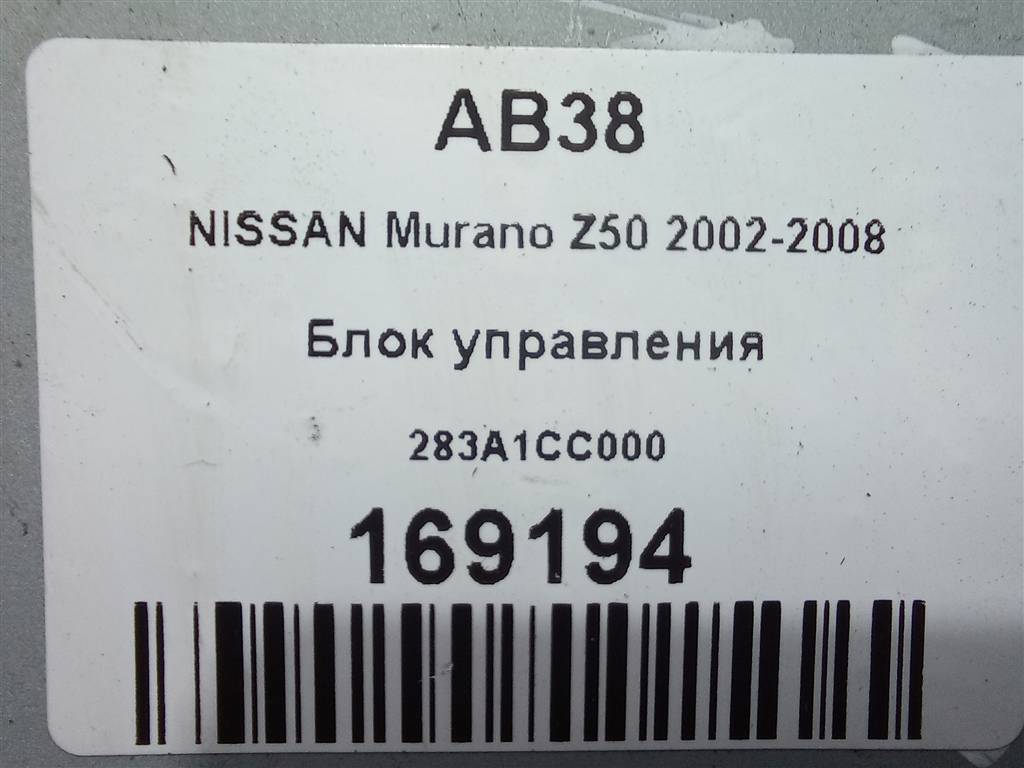 AB38
NISSAN Murano Z50 2002-2008
Блок управления
283A1CC000
169194